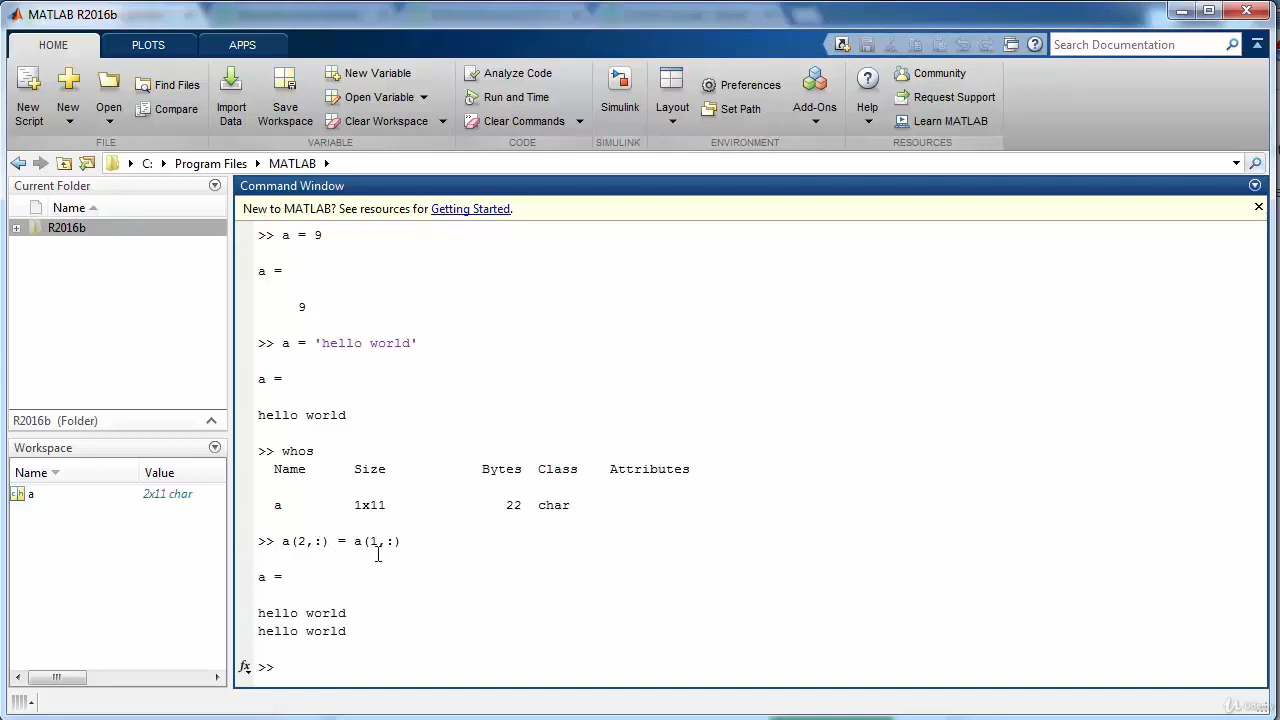 MATLAB R2016b
HOME PLOTS APPS
Search Documentation
New Script
New
Open
Find Files
Compare
Import Data
Save Workspace
New Variable
Open Variable
Clear Workspace
Analyze Code
Run and Time
Clear Commands
Simulink
Layout
Preferences
Set Path
Add-Ons
Help
Community
Request Support
Learn MATLAB
FILE VARIABLE CODE SIMULINK ENVIRONMENT RESOURCES
C: Program Files MATLAB
Current Folder
Name
R2016b
R2016b (Folder)
Workspace
Name Value
a 2x11 char
Command Window
New to MATLAB? See resources for Getting Started.
>> a = 9
a =
9
>> a = 'hello world'
a =
hello world
>> whos
Name Size Bytes Class Attributes
a 1x11 22 char
>> a(2,:) = a(1,:)
a =
hello world
hello world
fx >>
Udemy